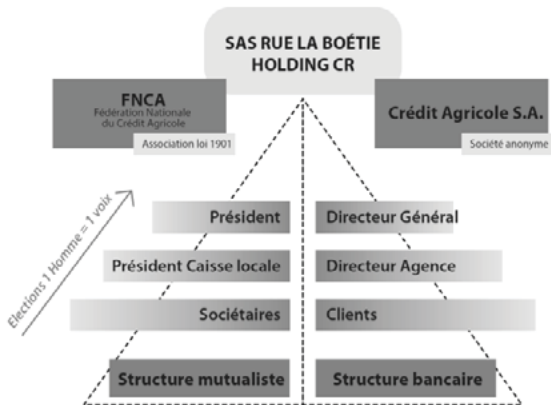 SAS RUE LA BOÉTIE
HOLDING CR
FNCA
Fédération Nationale
du Crédit Agricole
Association loi 1901
Crédit Agricole S.A.
Société anonyme
Elections 1 Homme = 1 voix
Président
Directeur Général
Président Caisse locale
Directeur Agence
Sociétaires
Clients
Structure mutualiste
Structure bancaire